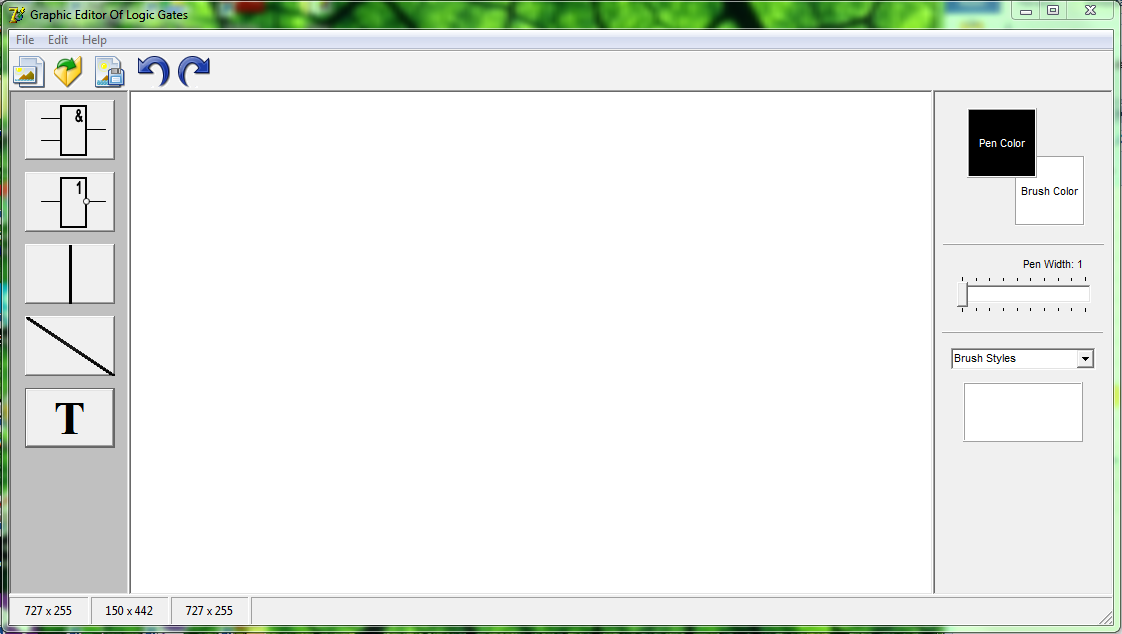 Graphic Editor Of Logic Gates
File Edit Help
&
1
T
Pen Color
Brush Color
Pen Width: 1
Brush Styles
727 x 255 150 x 442 727 x 255